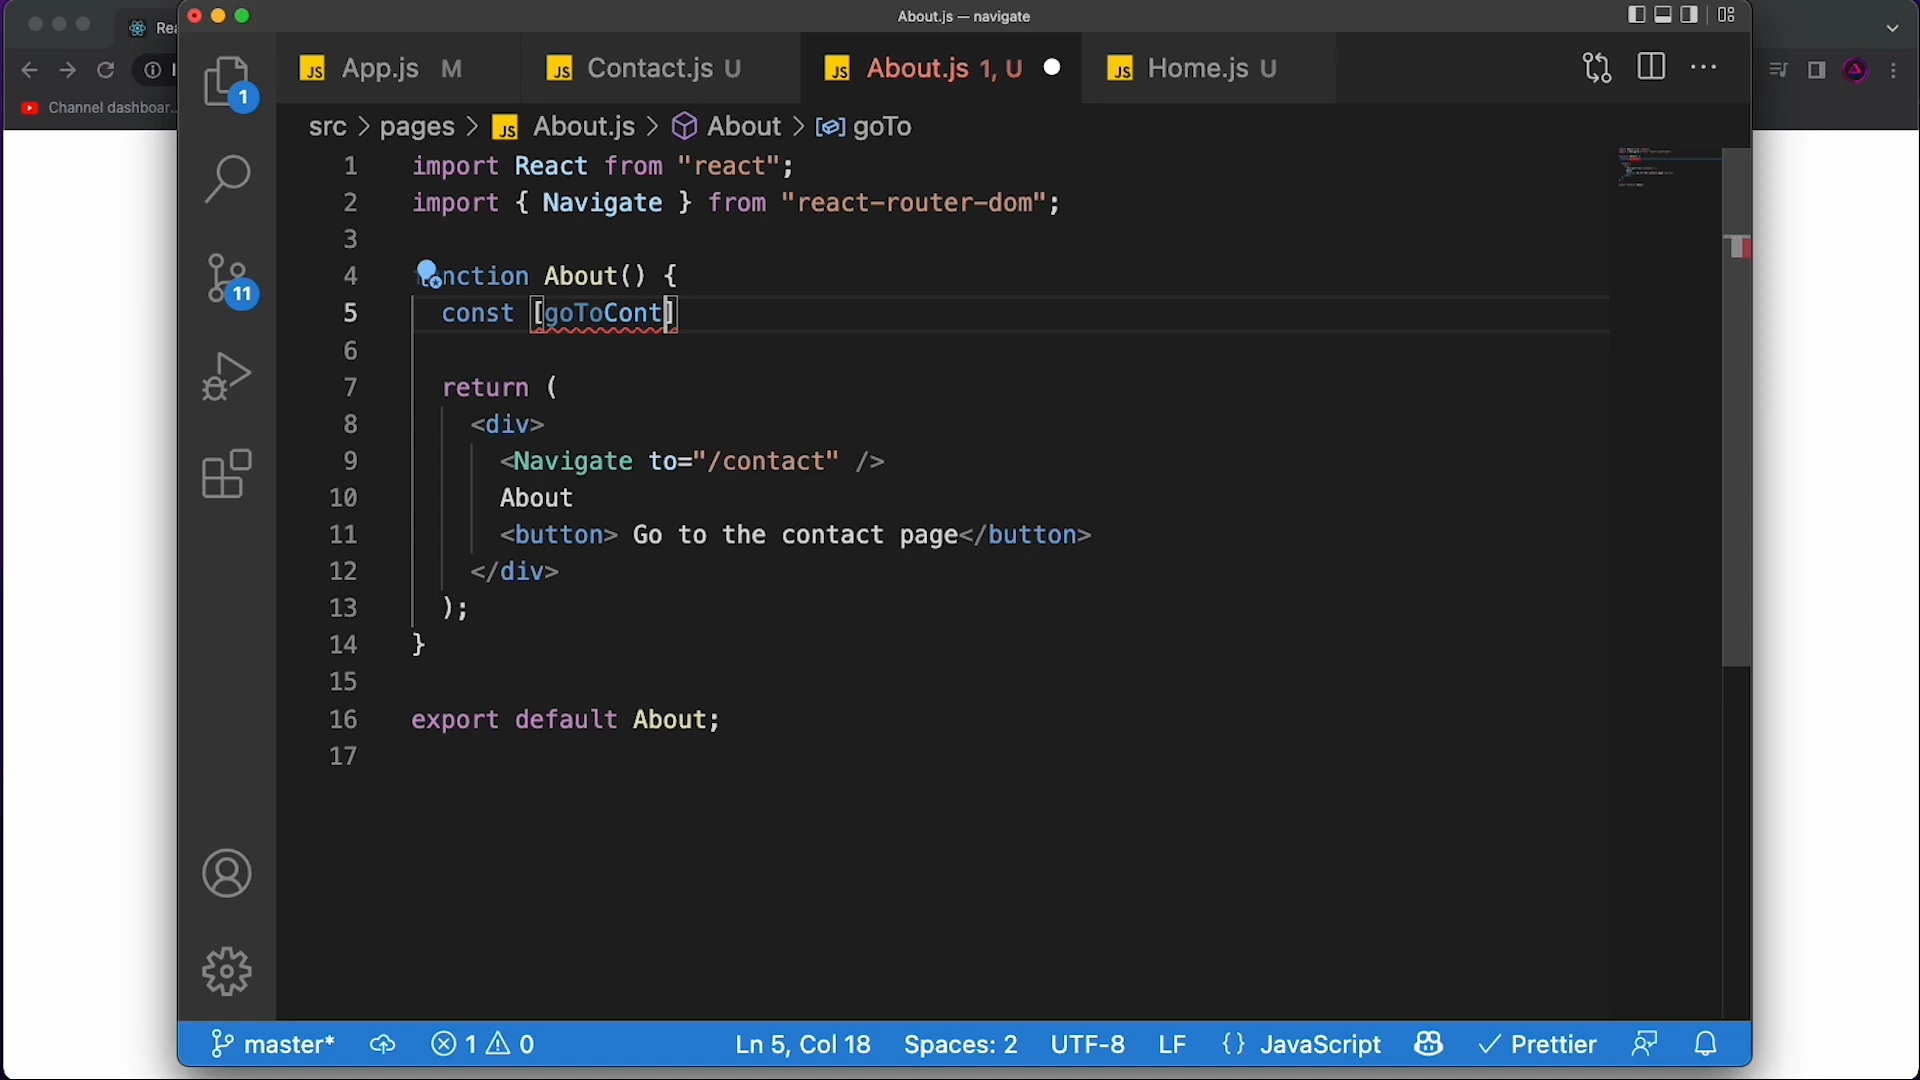 About.js — navigate
Rea
Channel dashboar...
App.js M
Contact.js U
About.js 1, U
Home.js U
src > pages > About.js > About > goTo
1 import React from "react";
2 import { Navigate } from "react-router-dom";
3
4 nction About() {
5 const [goToCont]
6
7 return (
8 <div>
9 <Navigate to="/contact" />
10 About
11 <button> Go to the contact page</button>
12 </div>
13 );
14 }
15
16 export default About;
17
1
11
master* 1 0 Ln 5, Col 18 Spaces: 2 UTF-8 LF {} JavaScript Prettier